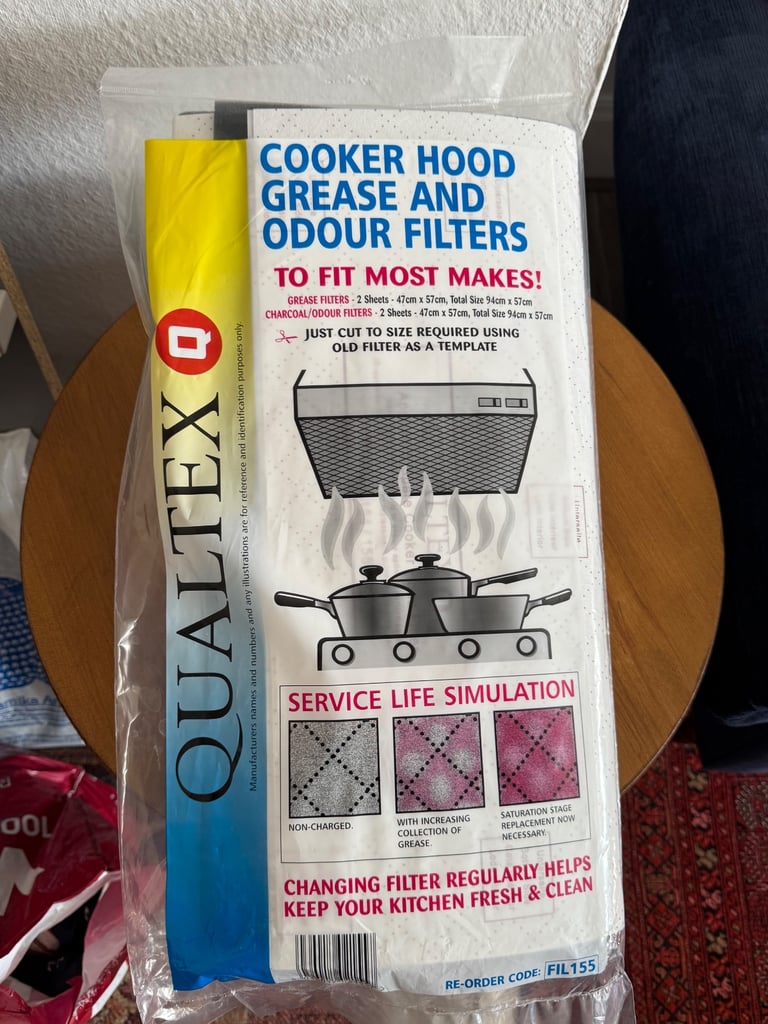 COOKER HOOD
GREASE AND
ODOUR FILTERS
TO FIT MOST MAKES!
GREASE FILTERS - 2 Sheets - 47cm x 57cm, Total Size 94cm x 57cm
CHARCOAL/ODOUR FILTERS - 2 Sheets - 47cm x 57cm, Total Size 94cm x 57cm
JUST CUT TO SIZE REQUIRED USING
OLD FILTER AS A TEMPLATE
Q
QUALTEX
Manufacturers names and numbers and any illustrations are for reference and identification purposes only.
SERVICE LIFE SIMULATION
NON-CHARGED.
WITH INCREASING
COLLECTION OF
GREASE.
SATURATION STAGE
REPLACEMENT NOW
NECESSARY.
CHANGING FILTER REGULARLY HELPS
KEEP YOUR KITCHEN FRESH & CLEAN
RE-ORDER CODE: FIL155
OOL